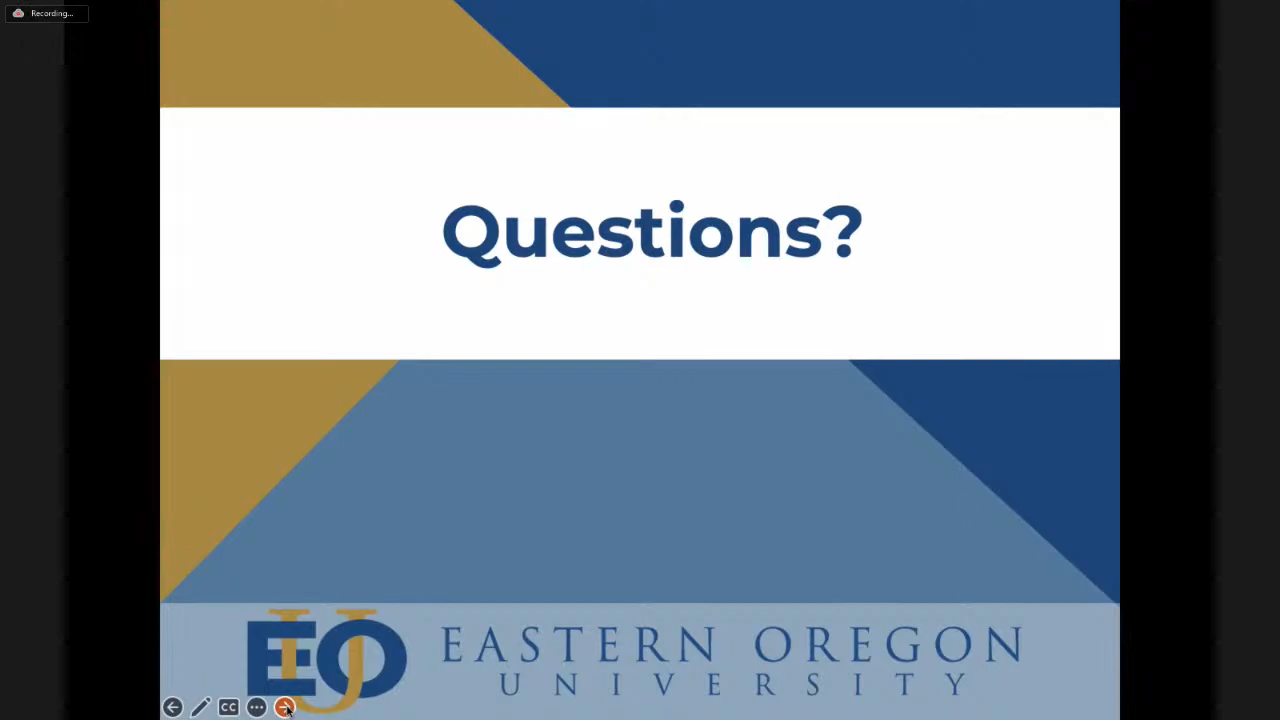 Recording...
Questions?
EOU
EASTERN OREGON
UNIVERSITY
CC